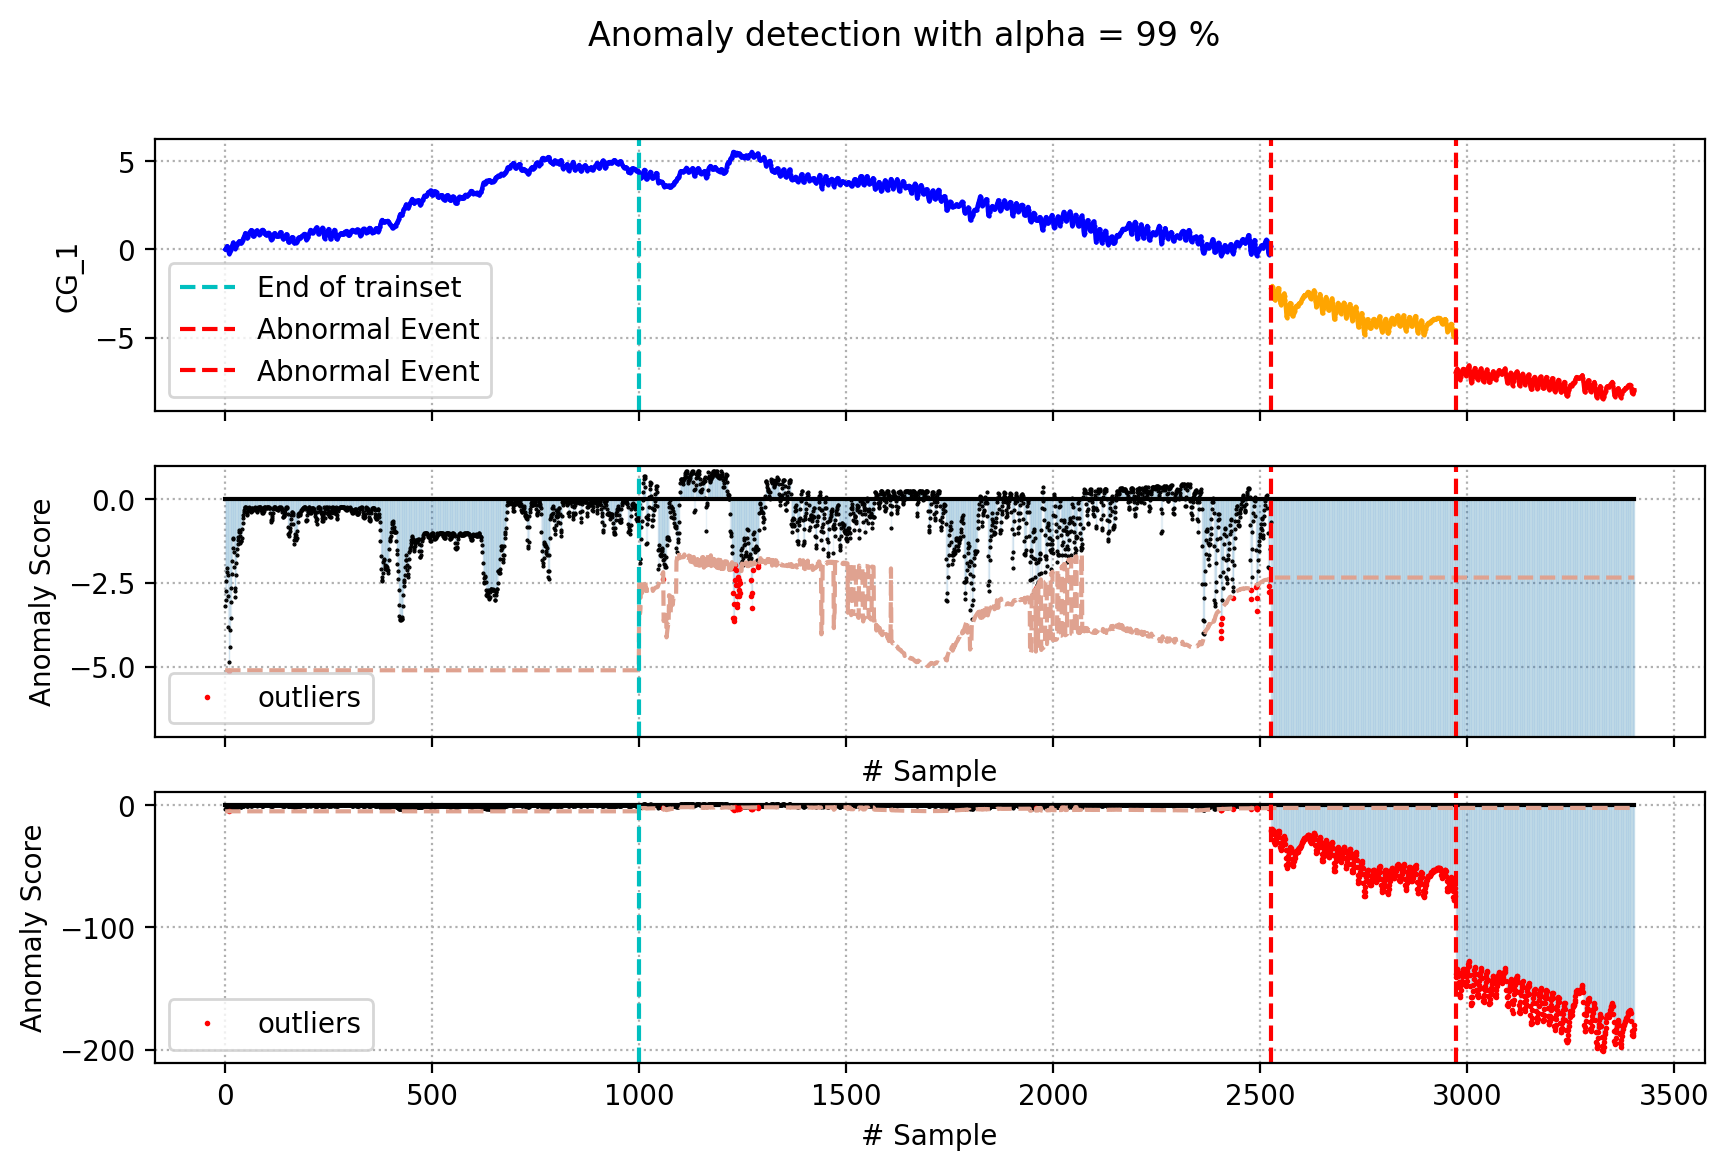 Anomaly detection with alpha = 99 %
5
0
−5
CG_1
End of trainset
Abnormal Event
Abnormal Event
0.0
−2.5
−5.0
Anomaly Score
outliers
# Sample
0
−100
−200
Anomaly Score
outliers
0 500 1000 1500 2000 2500 3000 3500
# Sample